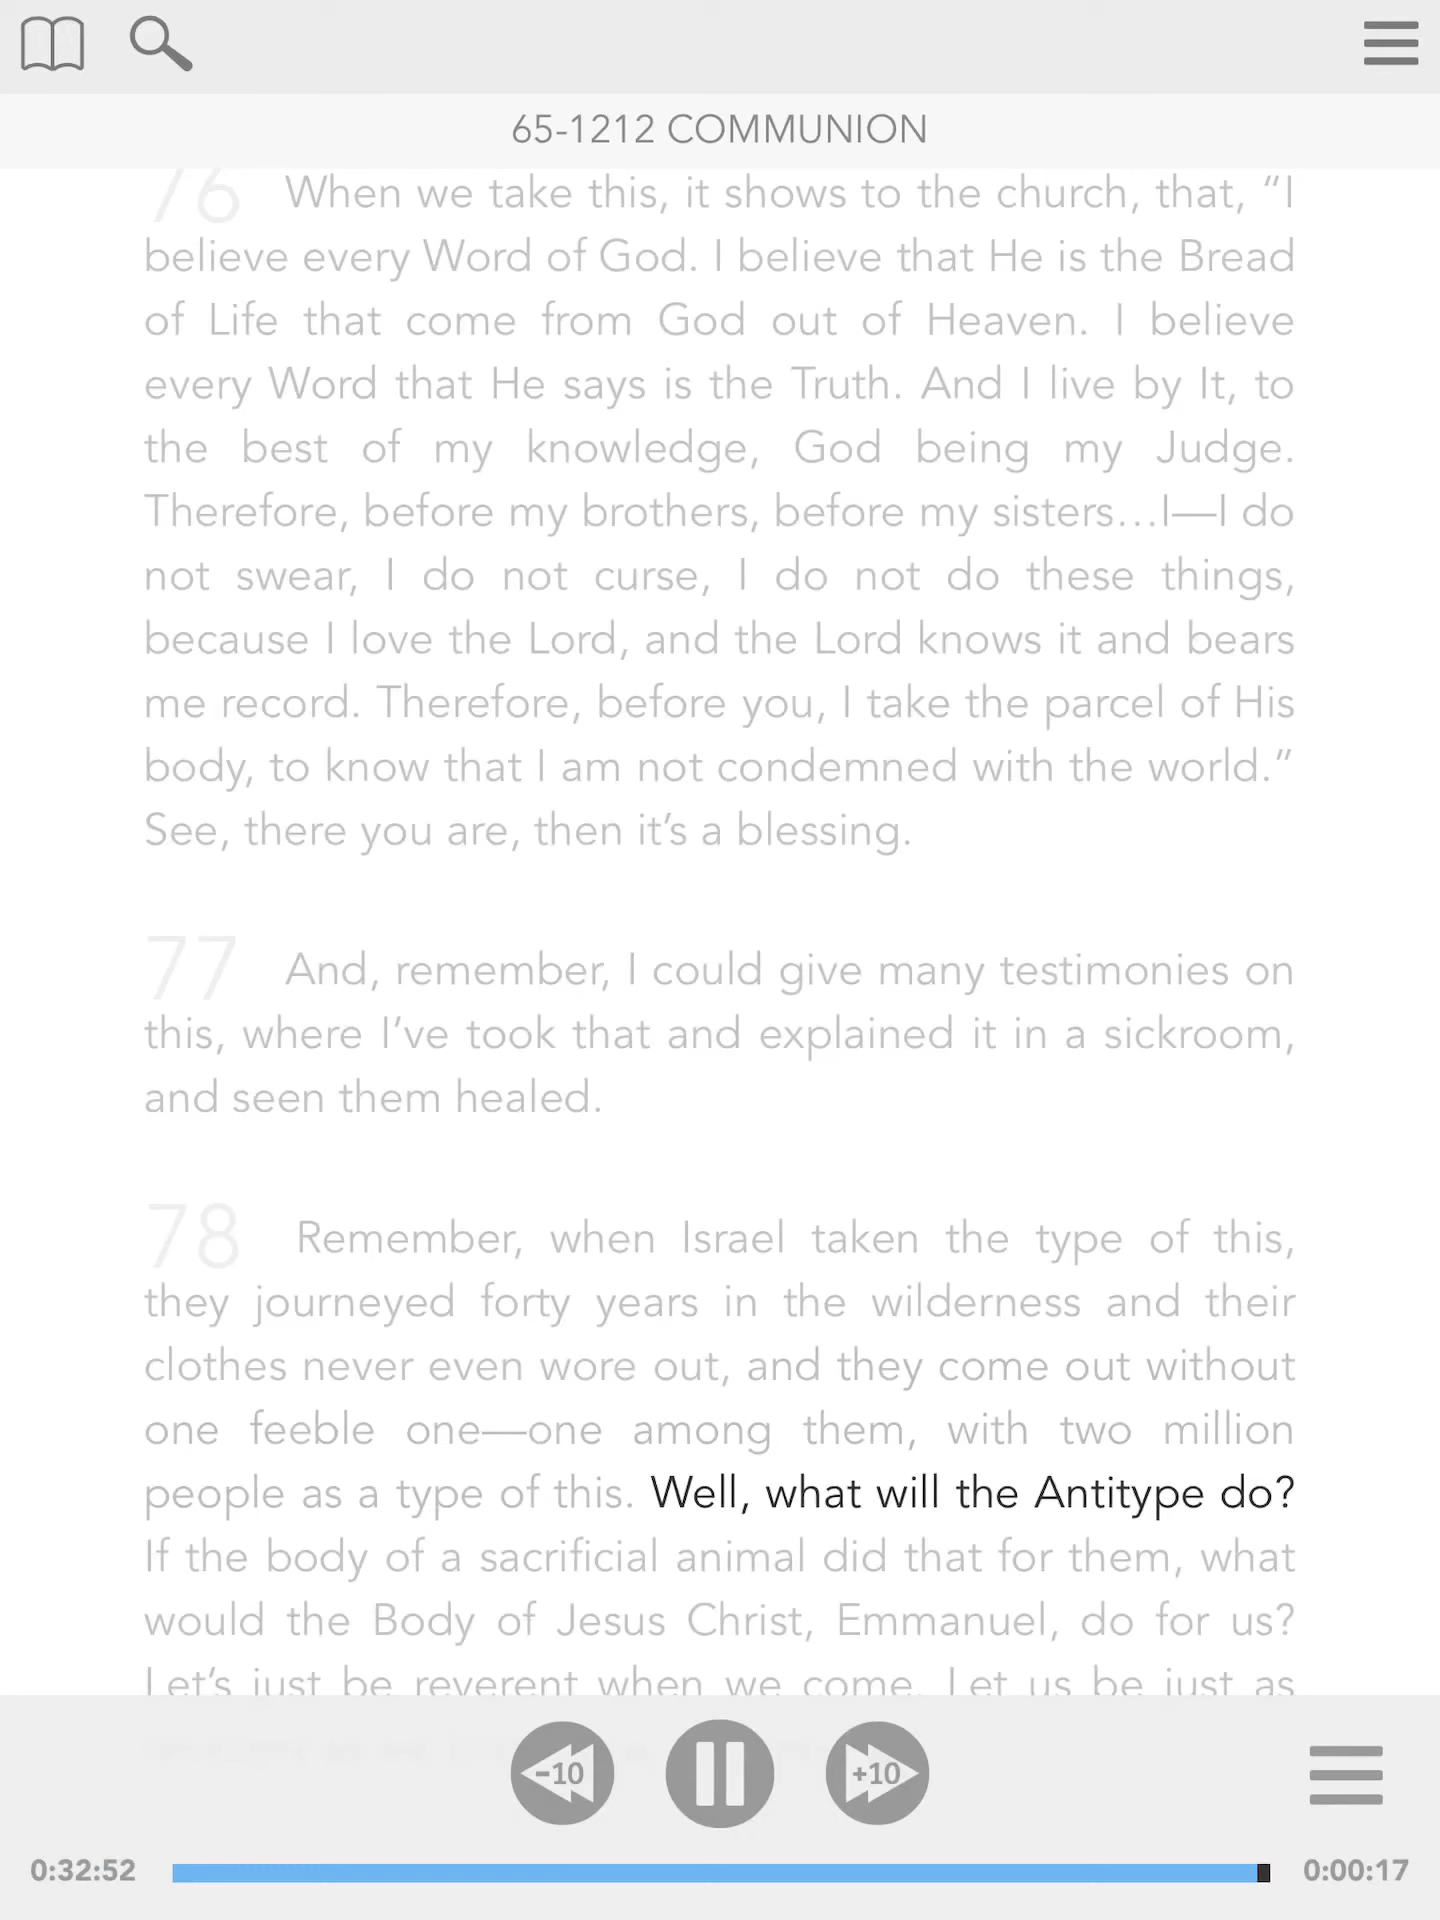 65-1212 COMMUNION
76 When we take this, it shows to the church, that, “I
believe every Word of God. I believe that He is the Bread
of Life that come from God out of Heaven. I believe
every Word that He says is the Truth. And I live by It, to
the best of my knowledge, God being my Judge.
Therefore, before my brothers, before my sisters…I—I do
not swear, I do not curse, I do not do these things,
because I love the Lord, and the Lord knows it and bears
me record. Therefore, before you, I take the parcel of His
body, to know that I am not condemned with the world.”
See, there you are, then it’s a blessing.
77 And, remember, I could give many testimonies on
this, where I’ve took that and explained it in a sickroom,
and seen them healed.
78 Remember, when Israel taken the type of this,
they journeyed forty years in the wilderness and their
clothes never even wore out, and they come out without
one feeble one—one among them, with two million
people as a type of this. Well, what will the Antitype do?
If the body of a sacrificial animal did that for them, what
would the Body of Jesus Christ, Emmanuel, do for us?
Let’s just be reverent when we come. Let us be just as
-10 +10
0:32:52 0:00:17